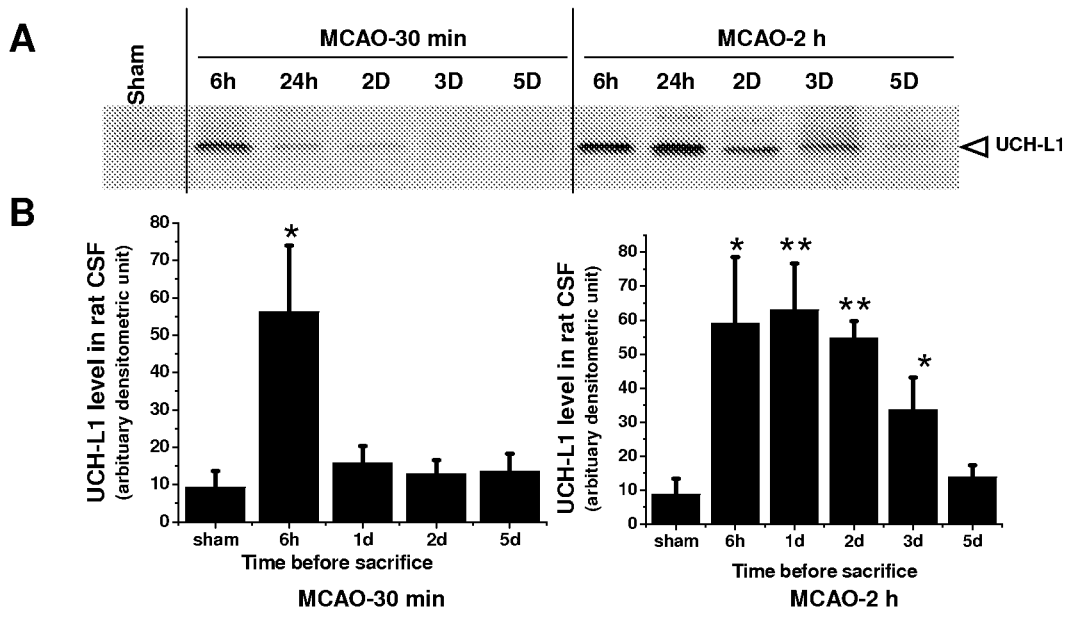 A
MCAO-30 min
MCAO-2 h
Sham
6h 24h 2D 3D 5D
6h 24h 2D 3D 5D
UCH-L1
B
UCH-L1 level in rat CSF
(arbituary densitometric unit)
80
70
60
50
40
30
20
10
0
*
sham 6h 1d 2d 5d
Time before sacrifice
MCAO-30 min
UCH-L1 level in rat CSF
(arbituary densitometric unit)
80
70
60
50
40
30
20
10
0
* ** ** *
sham 6h 1d 2d 3d 5d
Time before sacrifice
MCAO-2 h